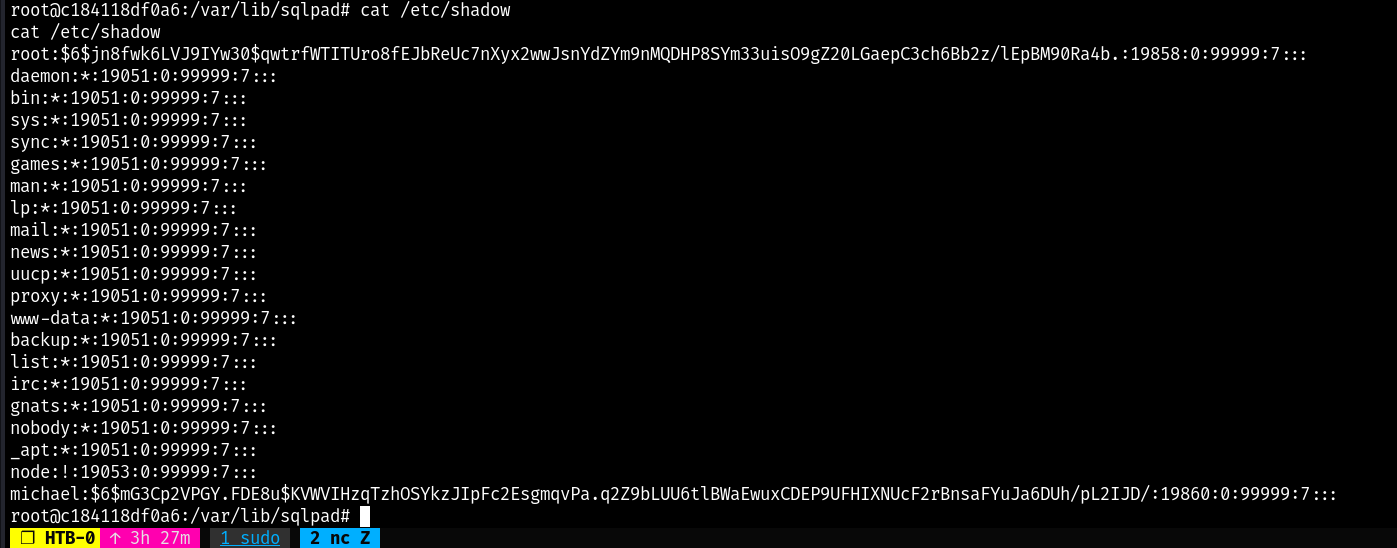 root@c184118df0a6:/var/lib/sqlpad# cat /etc/shadow
cat /etc/shadow
root:$6$jn8fwk6LVJ9IYw30$qwtrfWTITUro8fEJbReUc7nXyx2wwJsnYdZYm9nMQDHP8SYm33uisO9gZ20LGaepC3ch6Bb2z/lEpBM90Ra4b.:19858:0:99999:7:::
daemon:*:19051:0:99999:7:::
bin:*:19051:0:99999:7:::
sys:*:19051:0:99999:7:::
sync:*:19051:0:99999:7:::
games:*:19051:0:99999:7:::
man:*:19051:0:99999:7:::
lp:*:19051:0:99999:7:::
mail:*:19051:0:99999:7:::
news:*:19051:0:99999:7:::
uucp:*:19051:0:99999:7:::
proxy:*:19051:0:99999:7:::
www-data:*:19051:0:99999:7:::
backup:*:19051:0:99999:7:::
list:*:19051:0:99999:7:::
irc:*:19051:0:99999:7:::
gnats:*:19051:0:99999:7:::
nobody:*:19051:0:99999:7:::
_apt:*:19051:0:99999:7:::
node:!:19053:0:99999:7:::
michael:$6$mG3Cp2VPGY.FDE8u$KVWVIHzqTzhOSYkzJIpFc2EsgmqvPa.q2Z9bLUU6tlBWaEwuxCDEP9UFHIXNUcF2rBnsaFYuJa6DUh/pL2IJD/:19860:0:99999:7:::
root@c184118df0a6:/var/lib/sqlpad#
❐ HTB-0 ↑ 3h 27m 1 sudo 2 nc Z